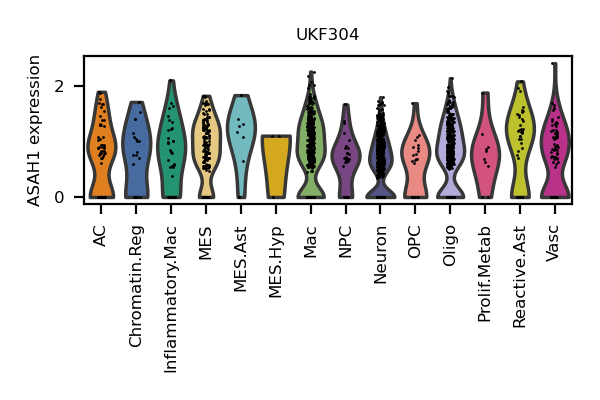 UKF304
ASAH1 expression
2
0
AC
Chromatin.Reg
Inflammatory.Mac
MES
MES.Ast
MES.Hyp
Mac
NPC
Neuron
OPC
Oligo
Prolif.Metab
Reactive.Ast
Vasc